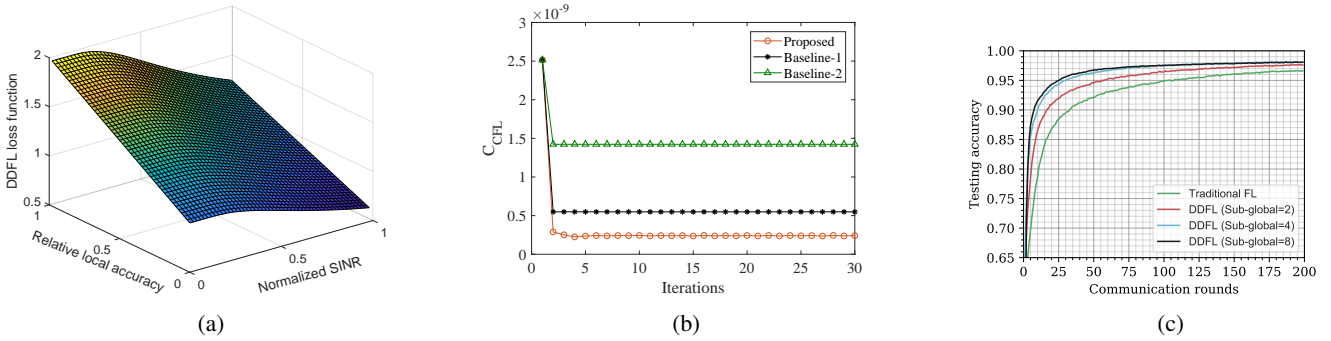 2
1.5
1
0.5
DDFL loss function
1
0.5
0
Relative local accuracy
0
0.5
1
Normalized SINR
(a)
×10-9
3
2.5
2
1.5
1
0.5
0
C_CFL
Proposed
Baseline-1
Baseline-2
0 5 10 15 20 25 30
Iterations
(b)
1.00
0.95
0.90
0.85
0.80
0.75
0.70
0.65
Testing accuracy
Traditional FL
DDFL (Sub-global=2)
DDFL (Sub-global=4)
DDFL (Sub-global=8)
0 25 50 75 100 125 150 175 200
Communication rounds
(c)